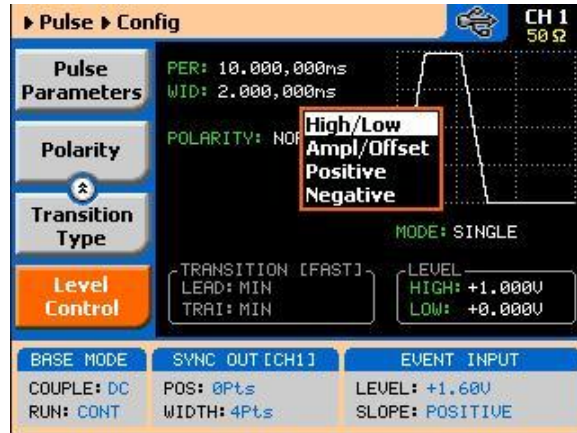 ▸ Pulse ▸ Config
CH 1
50 Ω
Pulse
Parameters
Polarity
Transition
Type
Level
Control
PER: 10.000,000ns
WID: 2.000,000ns
POLARITY: NOR
High/Low
Ampl/Offset
Positive
Negative
MODE: SINGLE
TRANSITION [FAST]
LEAD: MIN
TRAI: MIN
LEVEL
HIGH: +1.000V
LOW: +0.000V
BASE MODE
COUPLE: DC
RUN: CONT
SYNC OUT [CH1]
POS: 0Pts
WIDTH: 4Pts
EVENT INPUT
LEVEL: +1.60V
SLOPE: POSITIVE